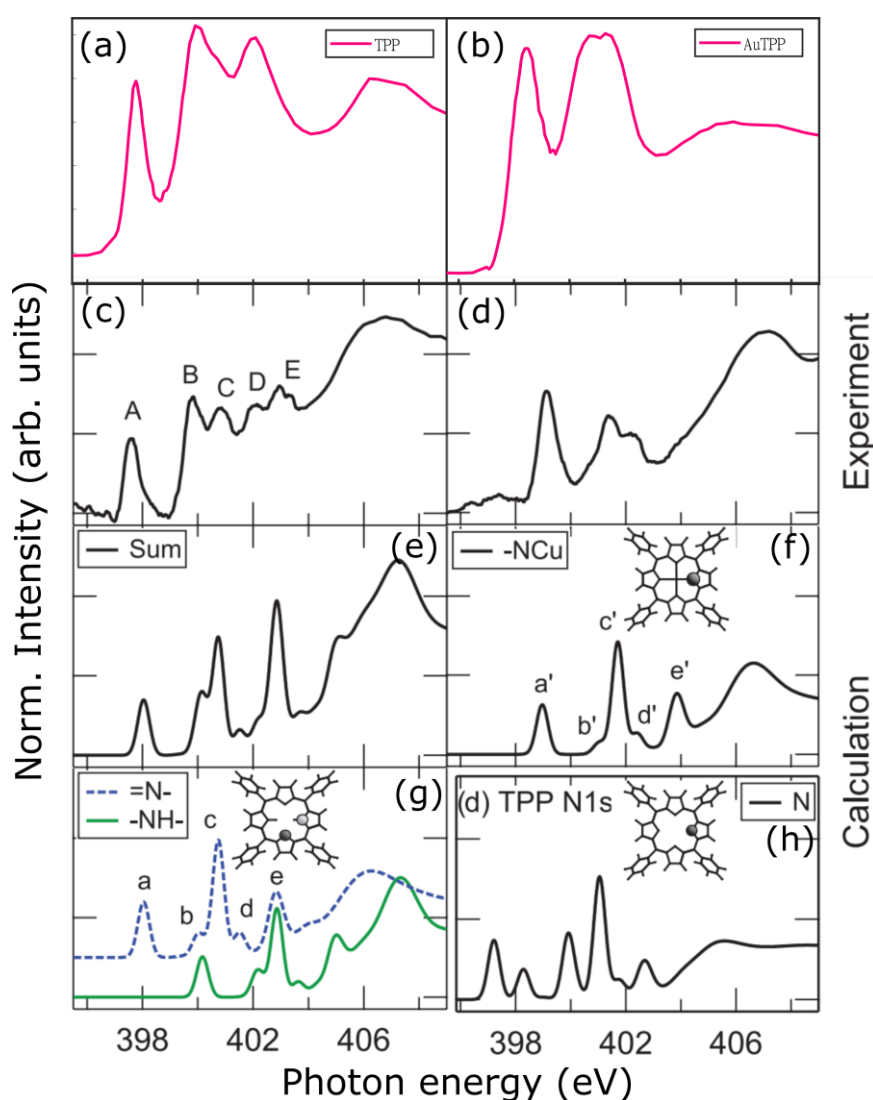 (a) TPP
(b) AuTPP
(c) A B C D E
(d)
Experiment
Norm. Intensity (arb. units)
Sum (e)
-NCu (f)
a' b' c' d' e'
Calculation
=N- (g)
-NH-
a b c d e
(d) TPP N1s N
(h)
398 402 406 398 402 406
Photon energy (eV)